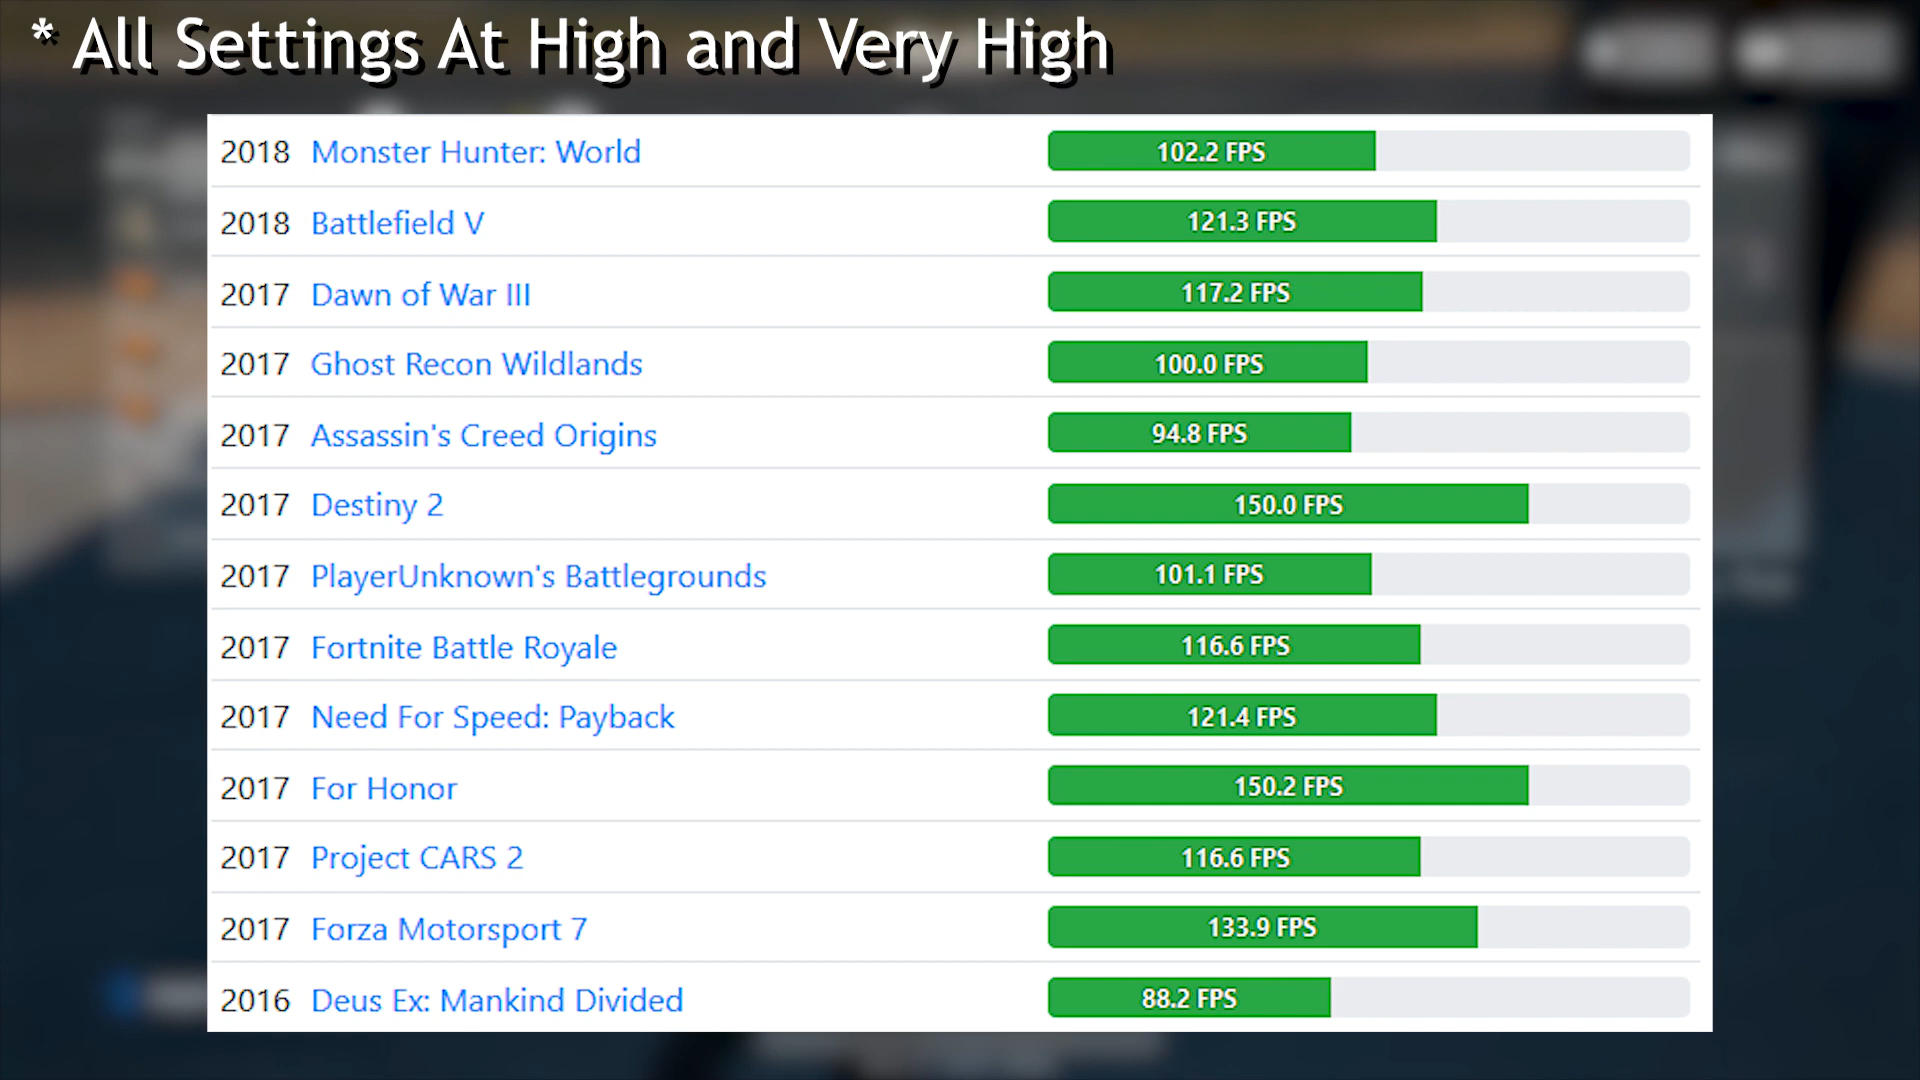 * All Settings At High and Very High
2018 Monster Hunter: World 102.2 FPS
2018 Battlefield V 121.3 FPS
2017 Dawn of War III 117.2 FPS
2017 Ghost Recon Wildlands 100.0 FPS
2017 Assassin's Creed Origins 94.8 FPS
2017 Destiny 2 150.0 FPS
2017 PlayerUnknown's Battlegrounds 101.1 FPS
2017 Fortnite Battle Royale 116.6 FPS
2017 Need For Speed: Payback 121.4 FPS
2017 For Honor 150.2 FPS
2017 Project CARS 2 116.6 FPS
2017 Forza Motorsport 7 133.9 FPS
2016 Deus Ex: Mankind Divided 88.2 FPS